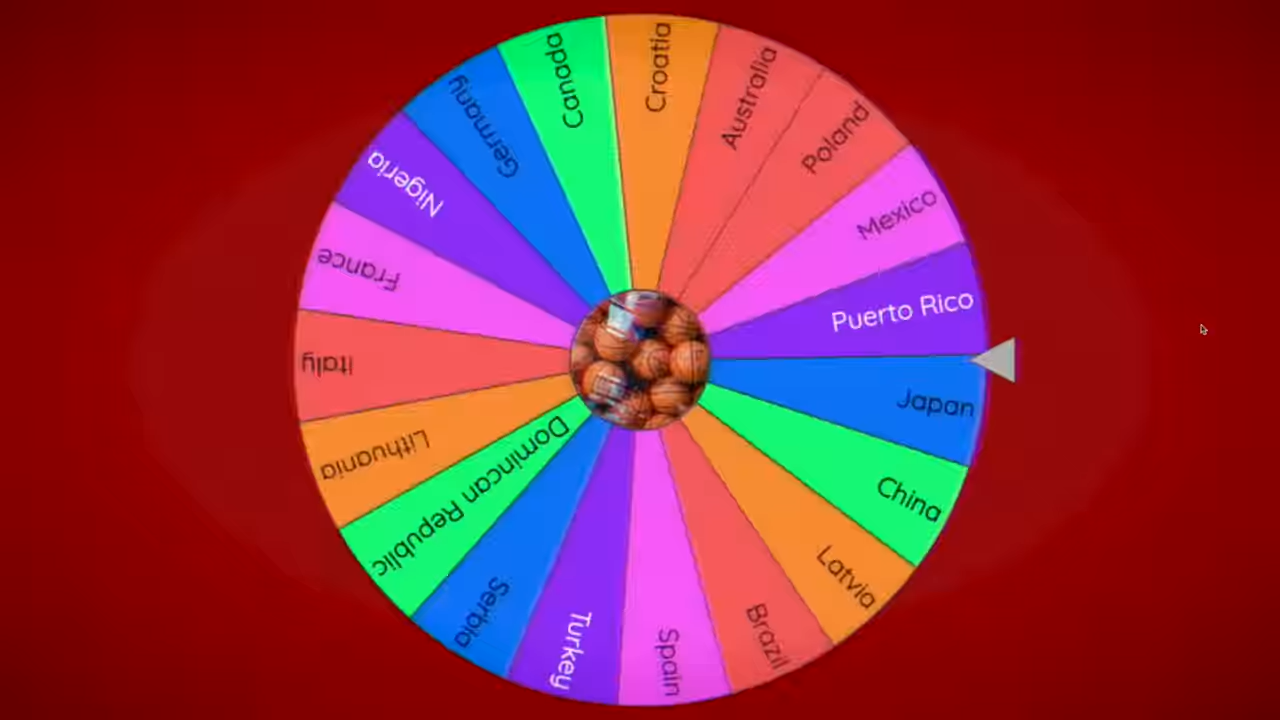 Croatia
Australia
Poland
Mexico
Puerto Rico
Japan
China
Latvia
Brazil
Spain
Turkey
Serbia
Dominican Republic
Lithuania
Italy
France
Nigeria
Germany
Canada